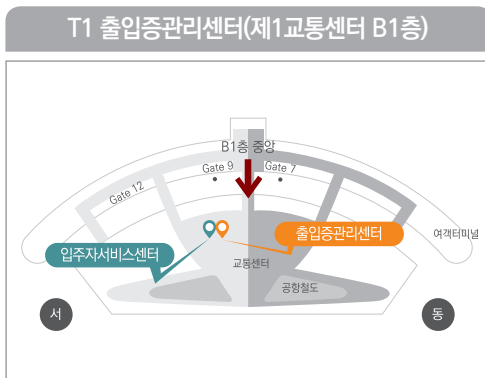 T1 출입증관리센터(제1교통센터 B1층)
B1층 중앙
Gate 9
Gate 7
Gate 12
여객터미널
출입증관리센터
입주자서비스센터
교통센터
공항철도
서
동